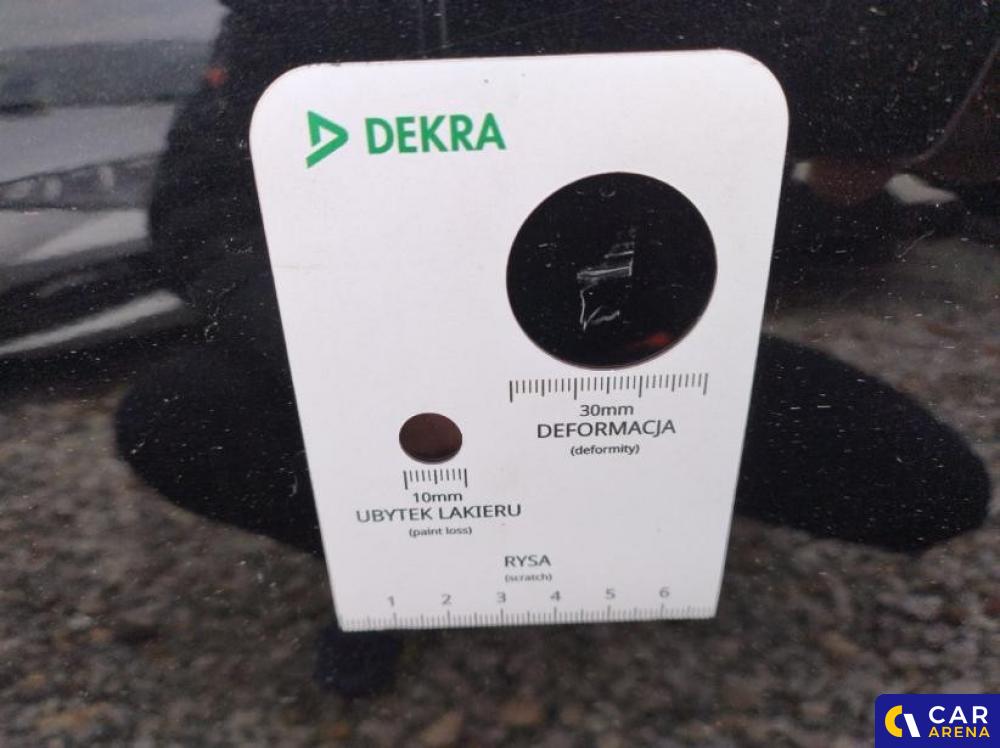 DEKRA
30mm
DEFORMACJA
(deformity)
10mm
UBYTEK LAKIERU
(paint loss)
RYSA
(scratch)
1 2 3 4 5 6
CAR
ARENA